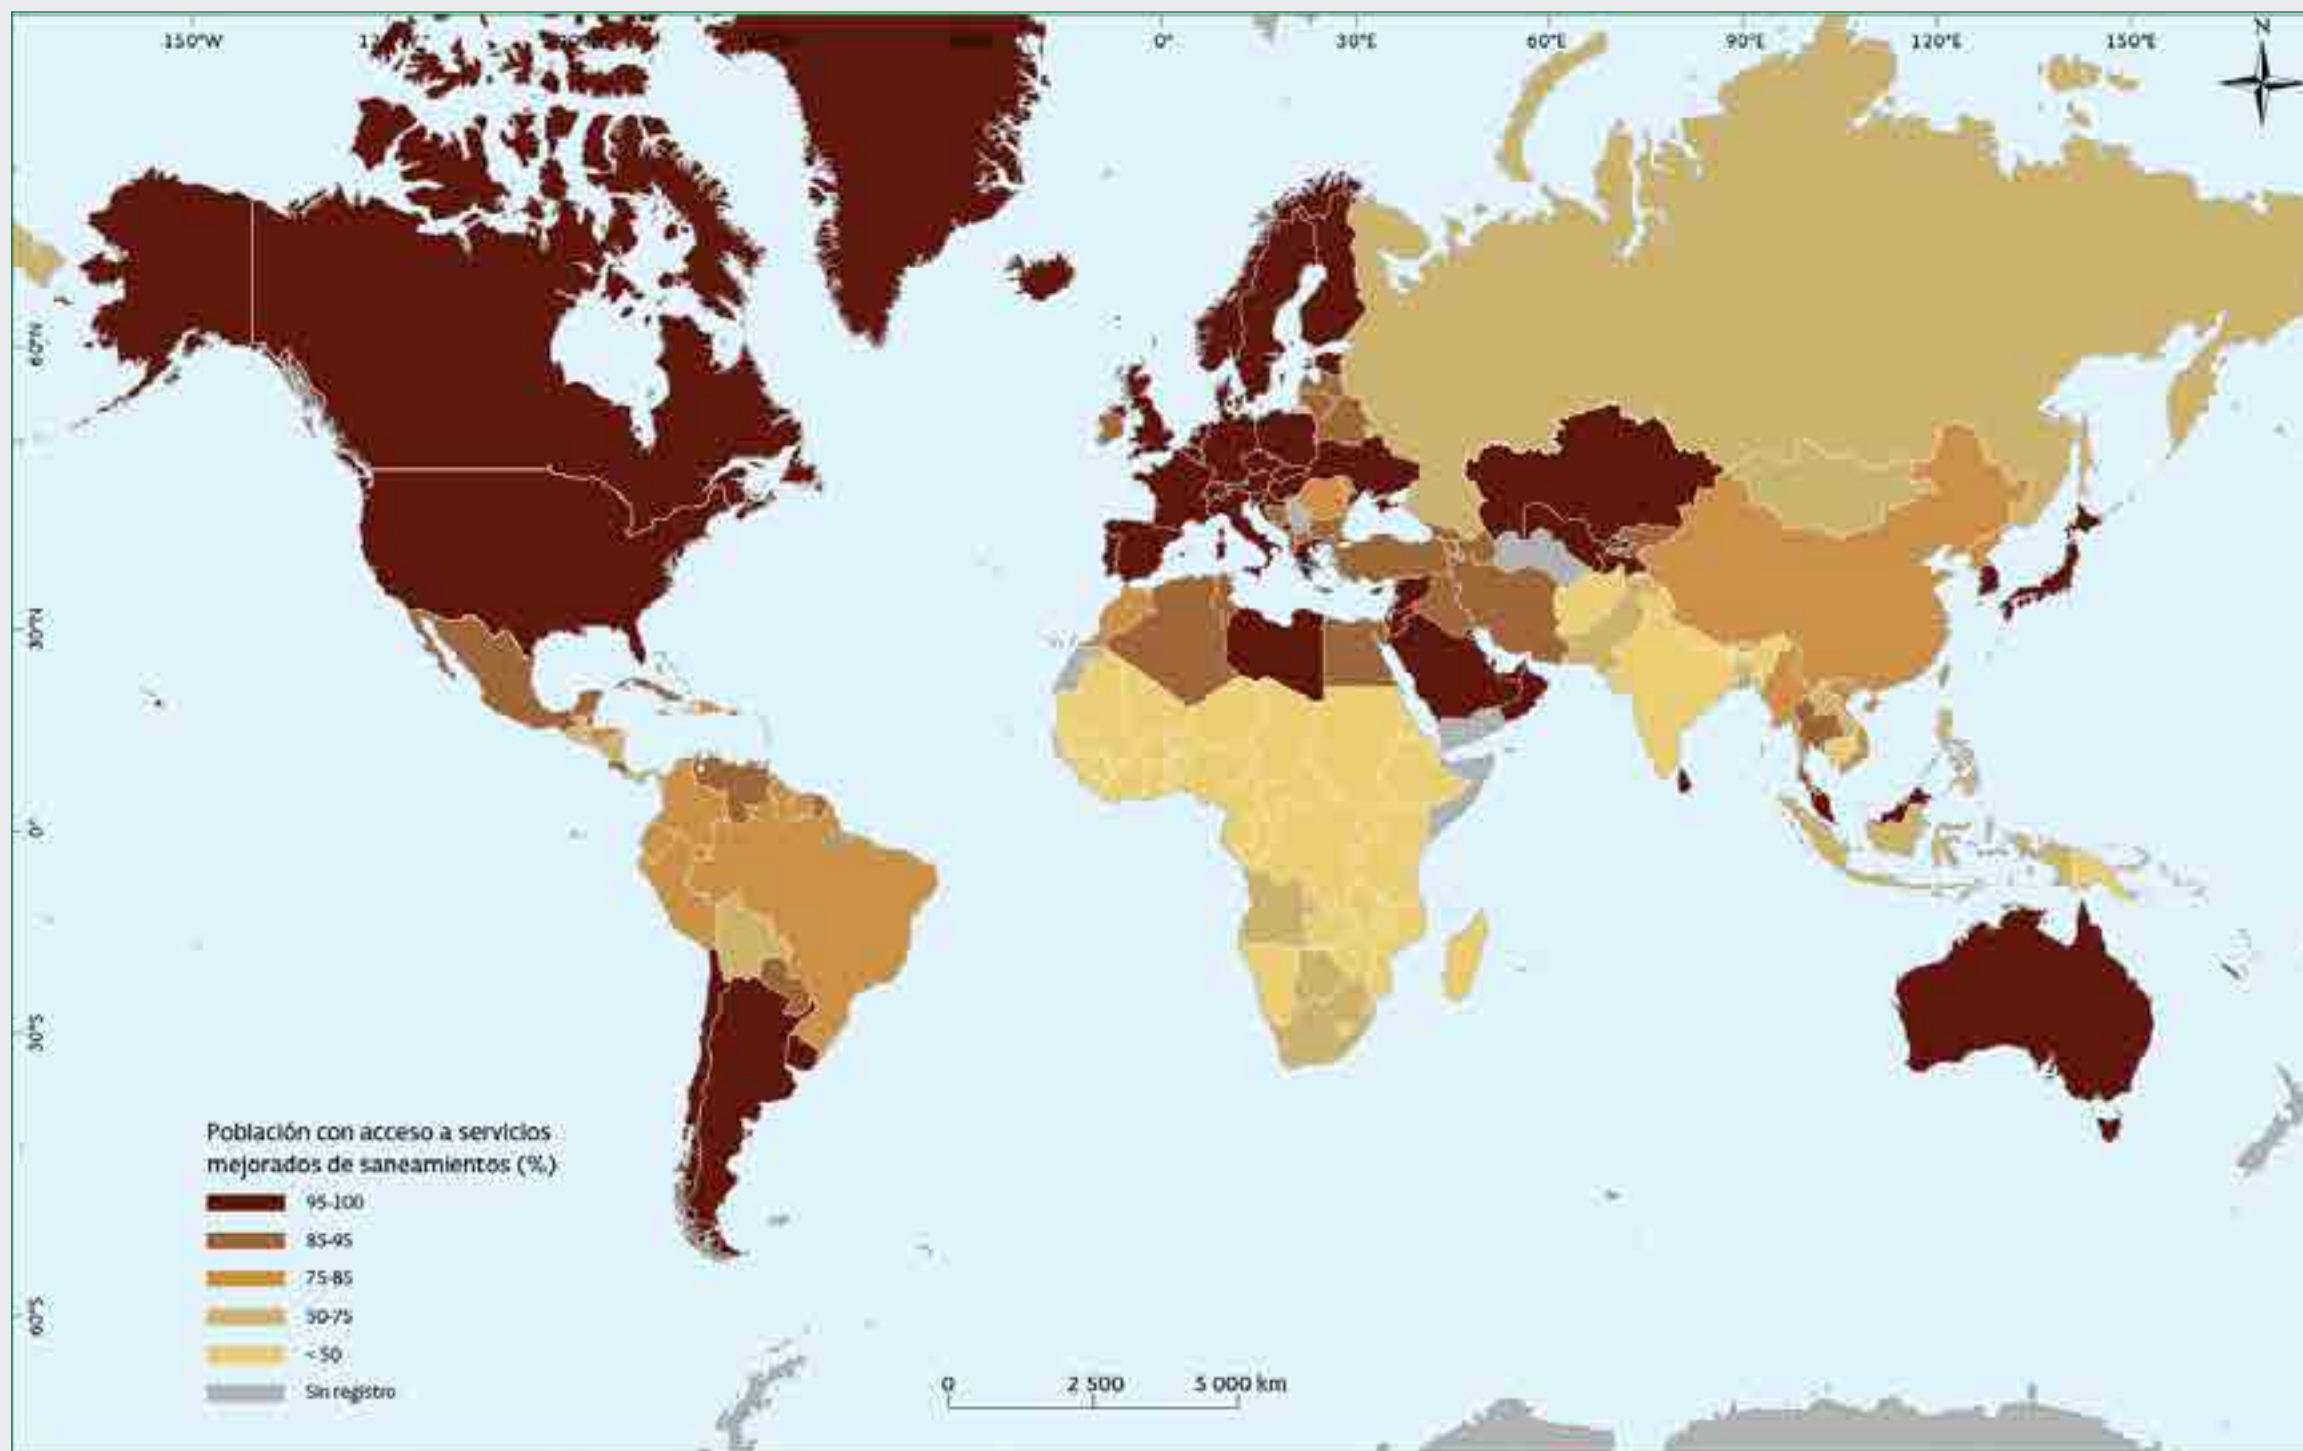 150°W
0°
30°E
60°E
90°E
120°E
150°E
N
60°N
30°N
0°
30°S
60°S
Población con acceso a servicios
mejorados de saneamientos (%)
95-100
85-95
75-85
50-75
< 50
Sin registro
0 2 500 5 000 km